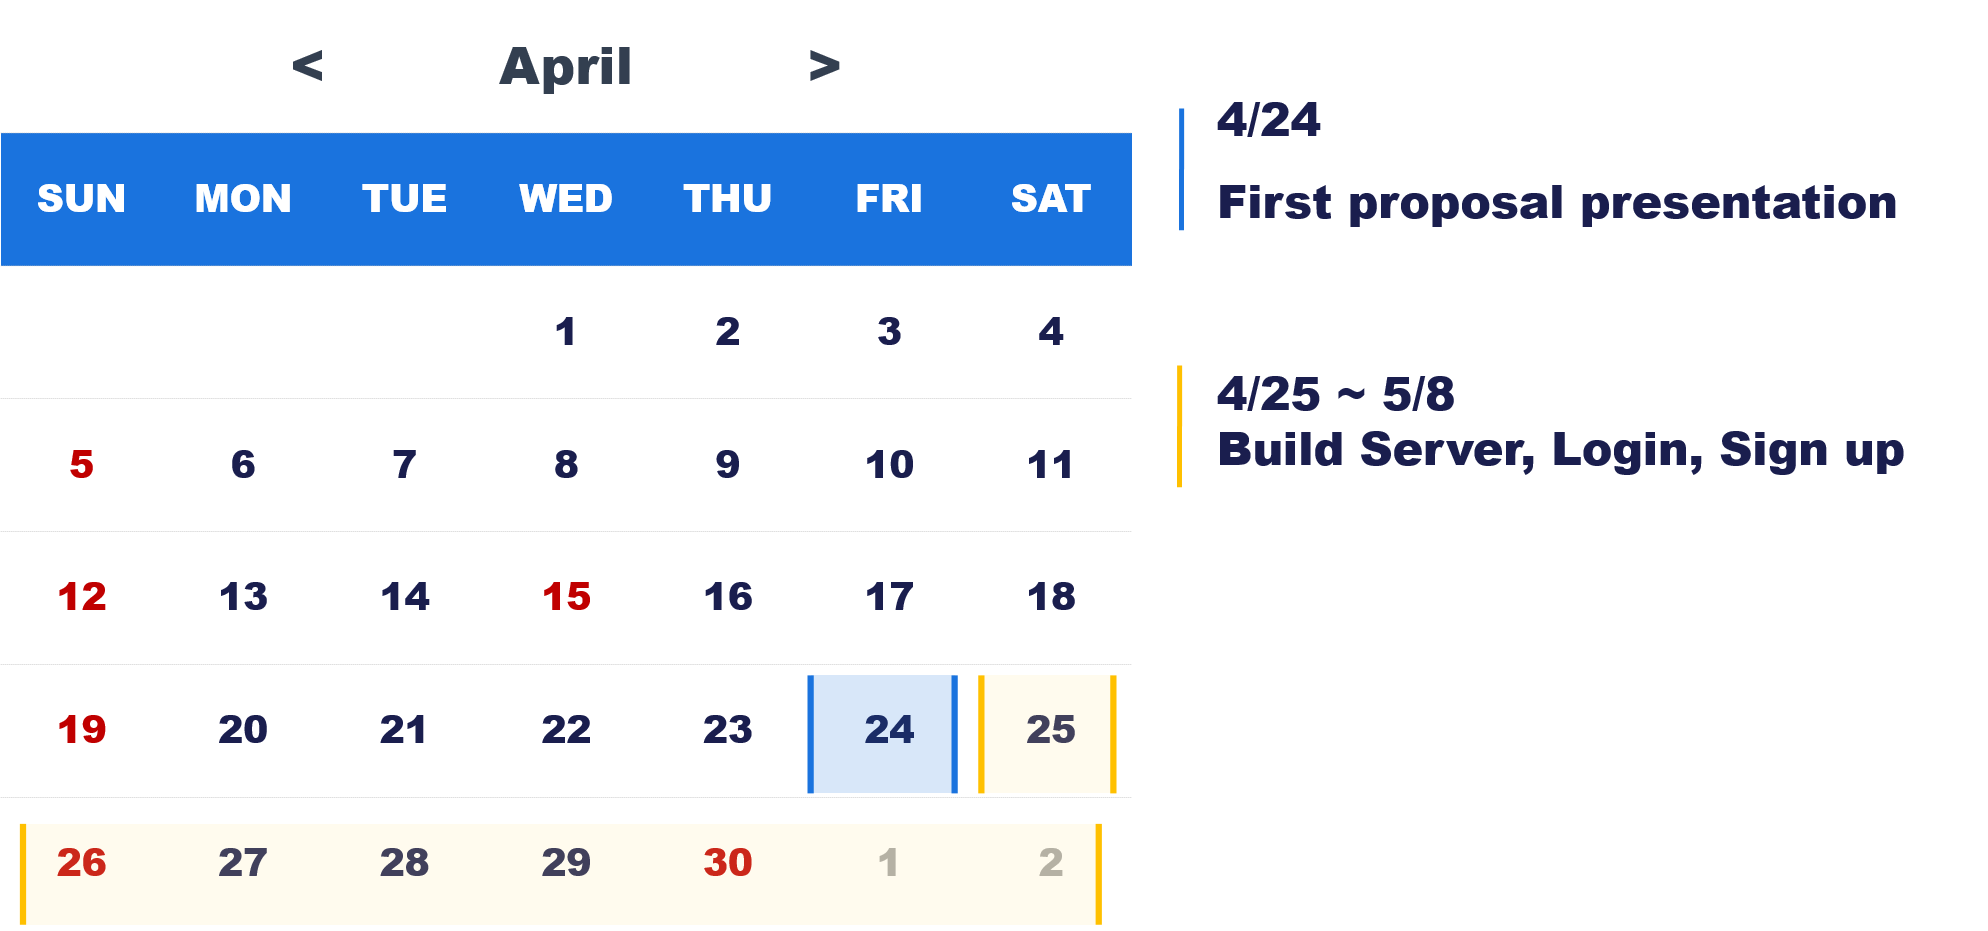 < April >
SUN MON TUE WED THU FRI SAT
1 2 3 4
5 6 7 8 9 10 11
12 13 14 15 16 17 18
19 20 21 22 23 24 25
26 27 28 29 30 1 2
4/24
First proposal presentation
4/25 ~ 5/8
Build Server, Login, Sign up